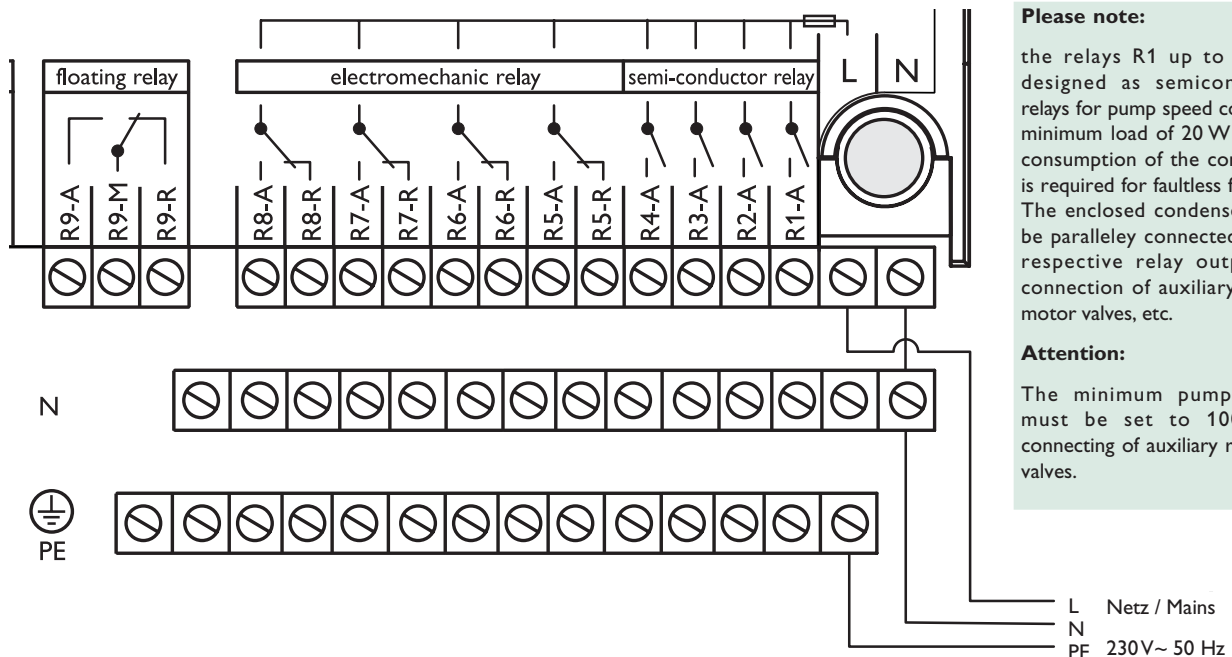 floating relay
electromechanic relay
semi-conductor relay
L
N
R9-A
R9-M
R9-R
R8-A
R8-R
R7-A
R7-R
R6-A
R6-R
R5-A
R5-R
R4-A
R3-A
R2-A
R1-A
N
PE
L Netz / Mains
N
PE 230 V~ 50 Hz
Please note:
the relays R1 up to
designed as semicon
relays for pump speed co
minimum load of 20 W
consumption of the con
is required for faultless f
The enclosed condens
be paralleley connected
respective relay outp
connection of auxiliary
motor valves, etc.
Attention:
The minimum pump
must be set to 10
connecting of auxiliary r
valves.